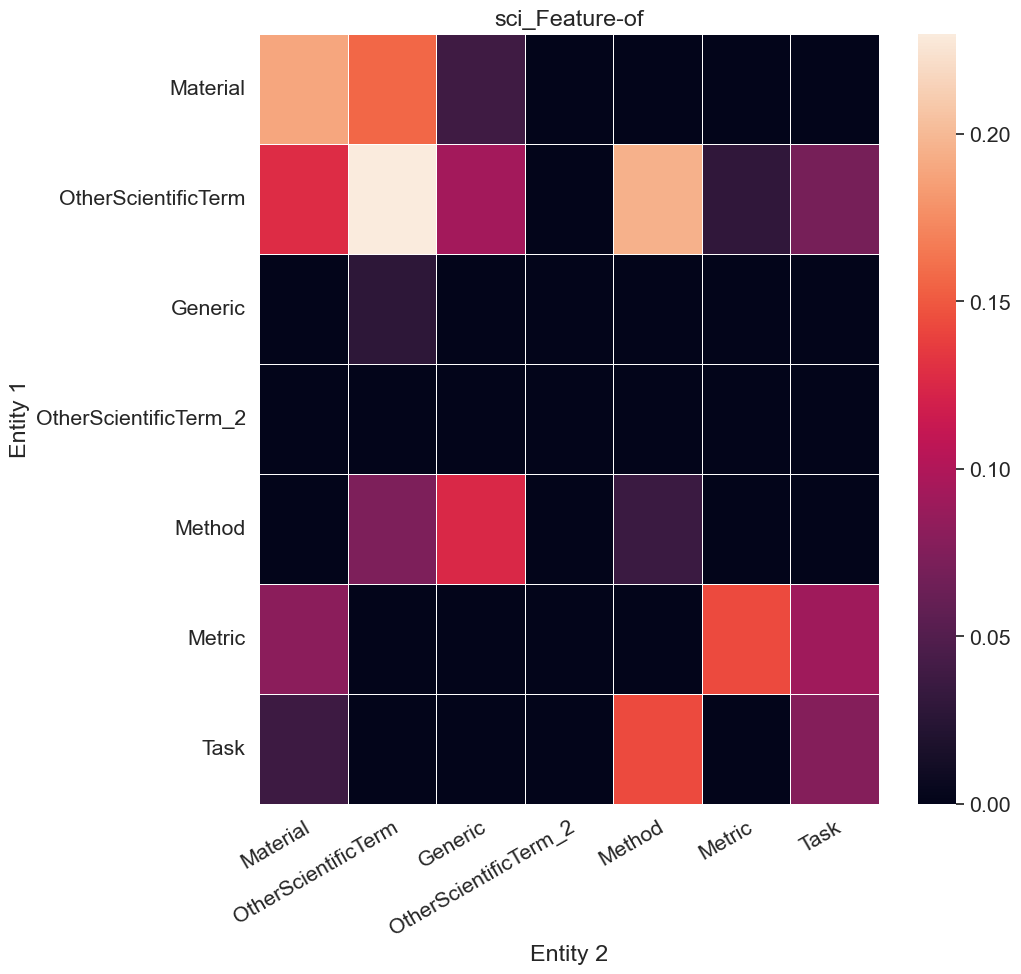 sci_Feature-of
Material
OtherScientificTerm
Generic
OtherScientificTerm_2
Method
Metric
Task
Entity 1
Material
OtherScientificTerm
Generic
OtherScientificTerm_2
Method
Metric
Task
Entity 2
0.20
0.15
0.10
0.05
0.00